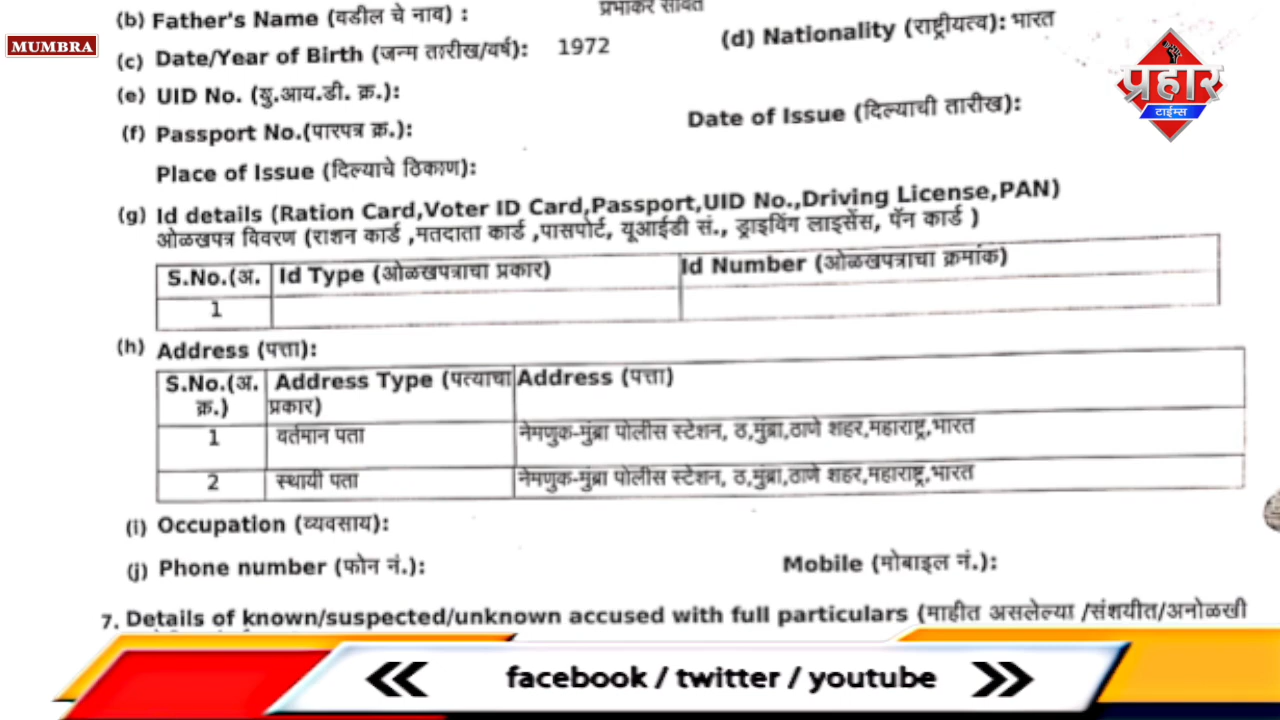 (b) Father's Name (वडील चे नाव) : प्रभाकर सावंत
MUMBRA
(c) Date/Year of Birth (जन्म तारीख/वर्ष): 1972 (d) Nationality (राष्ट्रीयत्व): भारत
प्रहार
टाईम्स
(e) UID No. (यु.आय.डी. क्र.):
(f) Passport No.(पारपत्र क्र.): Date of Issue (दिल्याची तारीख):
Place of Issue (दिल्याचे ठिकाण):
(g) Id details (Ration Card,Voter ID Card,Passport,UID No.,Driving License,PAN)
ओळखपत्र विवरण (राशन कार्ड ,मतदाता कार्ड ,पासपोर्ट, यूआईडी सं., ड्राइविंग लाइसेंस, पॅन कार्ड )
S.No.(अ. Id Type (ओळखपत्राचा प्रकार) Id Number (ओळखपत्राचा क्रमांक)
1
(h) Address (पत्ता):
S.No.(अ. Address Type (पत्याचा Address (पत्ता)
क्र.) प्रकार)
1 वर्तमान पता नेमणुक-मुंब्रा पोलीस स्टेशन, ठ,मुंब्रा,ठाणे शहर,महाराष्ट्र,भारत
2 स्थायी पता नेमणुक-मुंब्रा पोलीस स्टेशन, ठ,मुंब्रा,ठाणे शहर,महाराष्ट्र,भारत
(i) Occupation (व्यवसाय):
(j) Phone number (फोन नं.): Mobile (मोबाइल नं.):
7. Details of known/suspected/unknown accused with full particulars (माहीत असलेल्या /संशयीत/अनोळखी
facebook / twitter / youtube